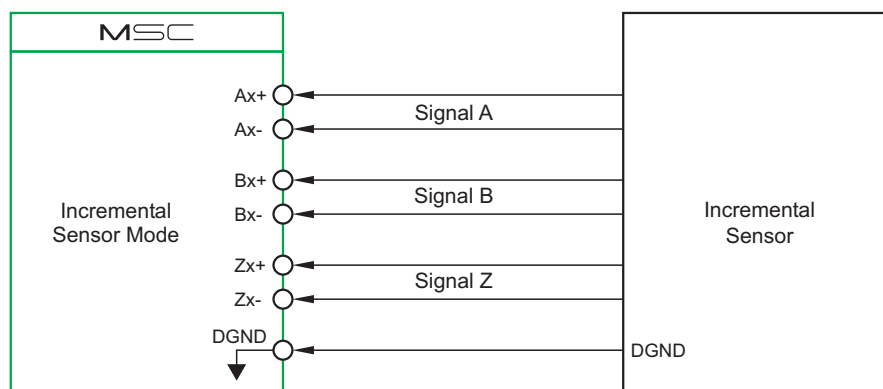 MSC
Ax+
Signal A
Ax-
Bx+
Signal B
Bx-
Incremental
Sensor Mode
Incremental
Sensor
Zx+
Signal Z
Zx-
DGND
DGND